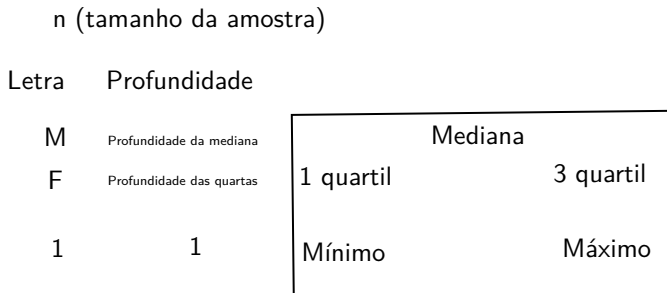 n (tamanho da amostra)
Letra Profundidade
M Profundidade da mediana Mediana
F Profundidade das quartas 1 quartil 3 quartil
1 1 Mínimo Máximo